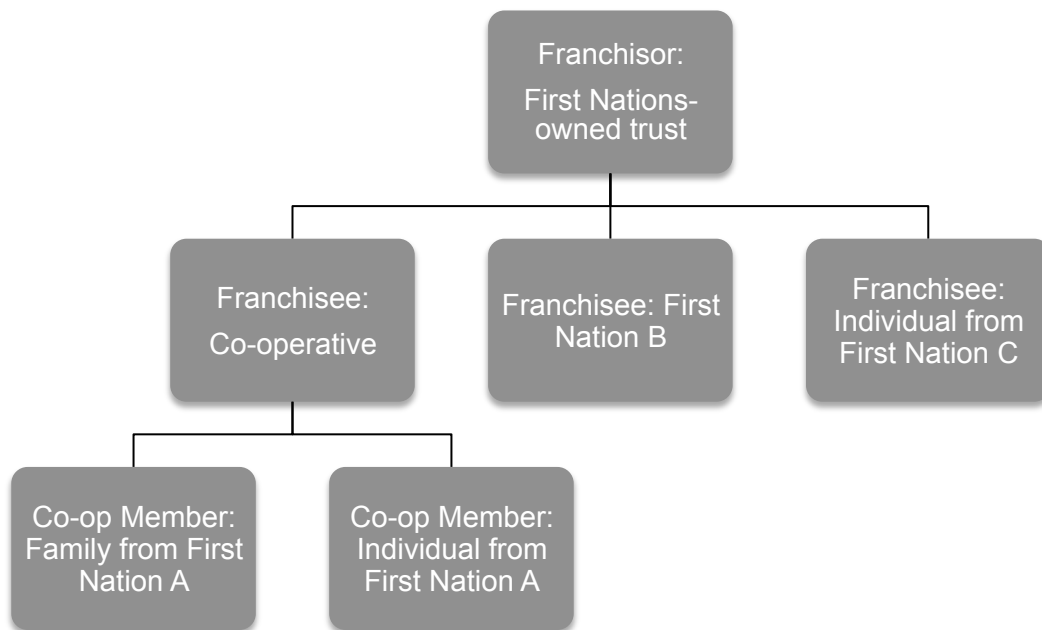 Franchisor:
First Nations-
owned trust
Franchisee:
Co-operative
Franchisee: First
Nation B
Franchisee:
Individual from
First Nation C
Co-op Member:
Family from First
Nation A
Co-op Member:
Individual from
First Nation A